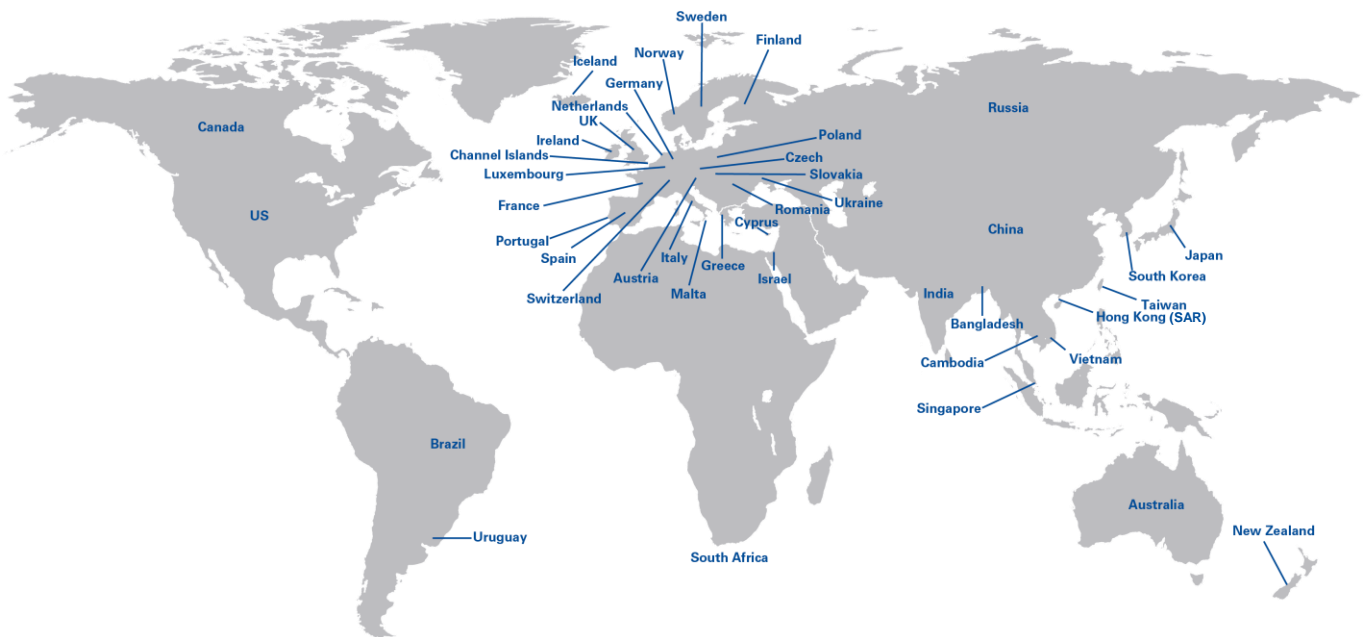 Sweden
Finland
Norway
Iceland
Germany
Netherlands
UK
Ireland
Channel Islands
Luxembourg
France
Portugal
Spain
Switzerland
Austria
Italy
Malta
Greece
Cyprus
Israel
Poland
Czech
Slovakia
Ukraine
Romania
Canada
US
Brazil
Uruguay
South Africa
Russia
China
Japan
South Korea
Taiwan
Hong Kong (SAR)
India
Bangladesh
Cambodia
Vietnam
Singapore
Australia
New Zealand